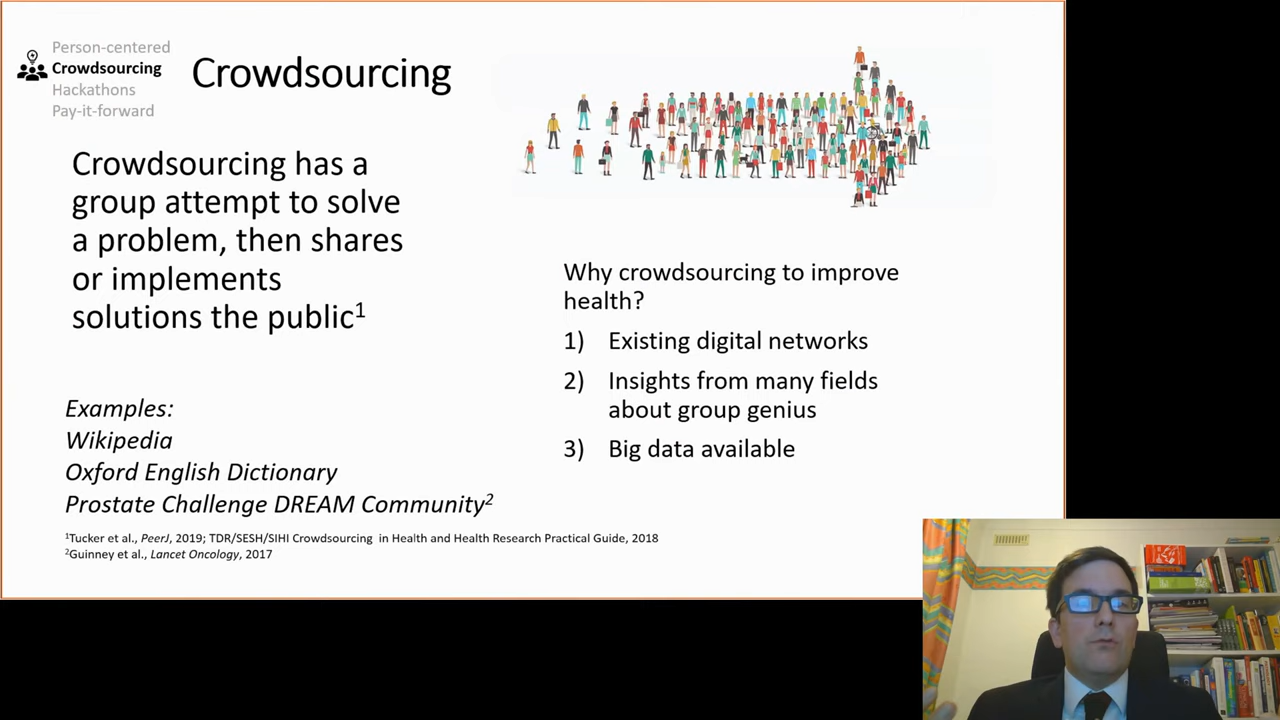 Person-centered
Crowdsourcing
Hackathons
Pay-it-forward
Crowdsourcing
Crowdsourcing has a
group attempt to solve
a problem, then shares
or implements
solutions the public1
Examples:
Wikipedia
Oxford English Dictionary
Prostate Challenge DREAM Community2
1Tucker et al., PeerJ, 2019; TDR/SESH/SIHI Crowdsourcing in Health and Health Research Practical Guide, 2018
2Guinney et al., Lancet Oncology, 2017
Why crowdsourcing to improve
health?
1) Existing digital networks
2) Insights from many fields
about group genius
3) Big data available